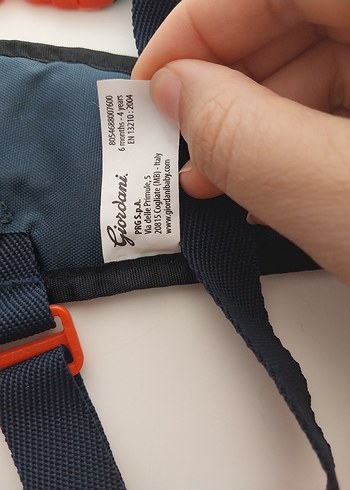 8054688007600
6 months - 4 years
EN 13210 : 2004
Giordani.
PRG S.p.A.
Via delle Primule, 5
20815 Cogliate (MB) - Italy
www.giordanibaby.com